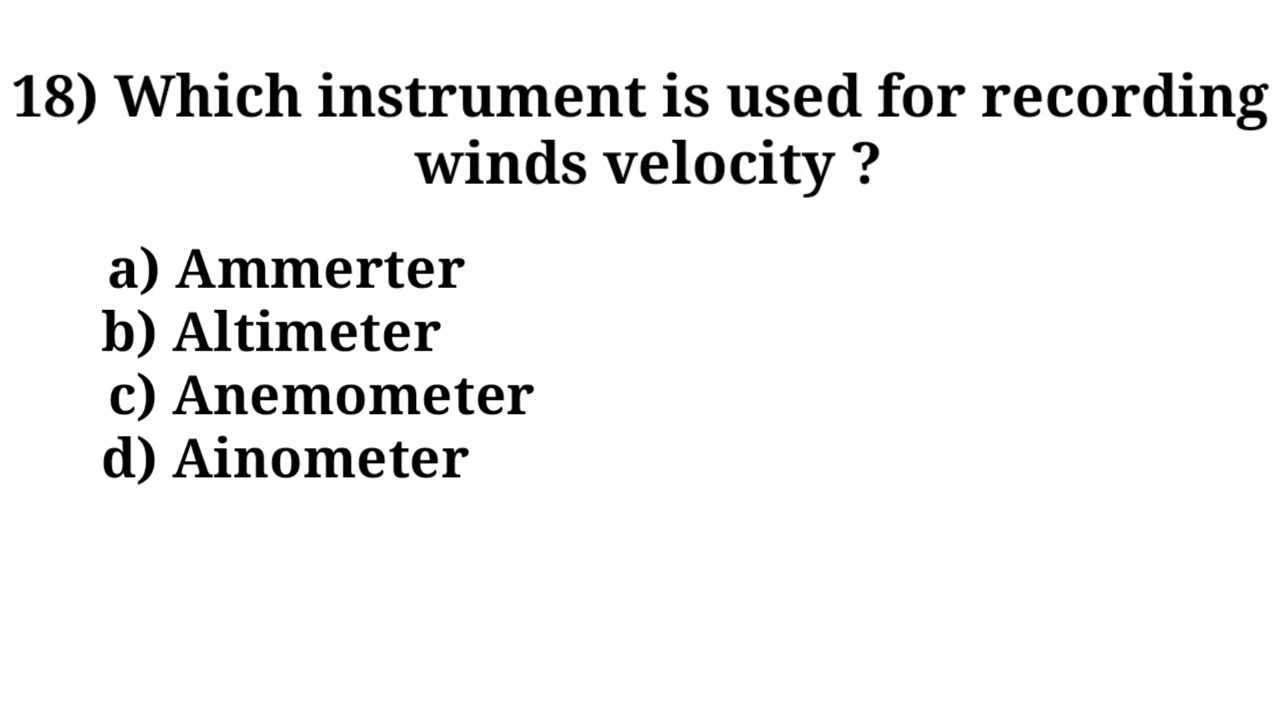 18) Which instrument is used for recording
winds velocity ?
a) Ammerter
b) Altimeter
c) Anemometer
d) Ainometer